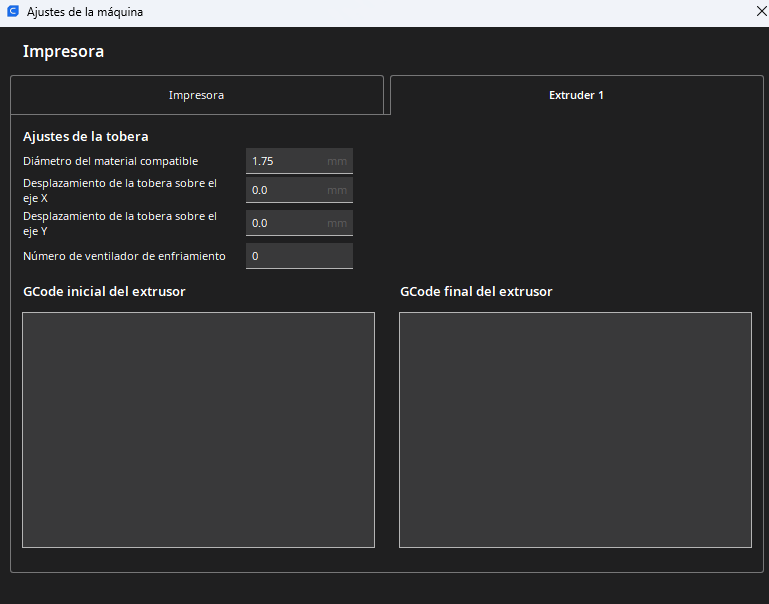 Ajustes de la máquina
Impresora
Impresora
Extruder 1
Ajustes de la tobera
Diámetro del material compatible
1.75 mm
Desplazamiento de la tobera sobre el
eje X
0.0 mm
Desplazamiento de la tobera sobre el
eje Y
0.0 mm
Número de ventilador de enfriamiento
0
GCode inicial del extrusor
GCode final del extrusor